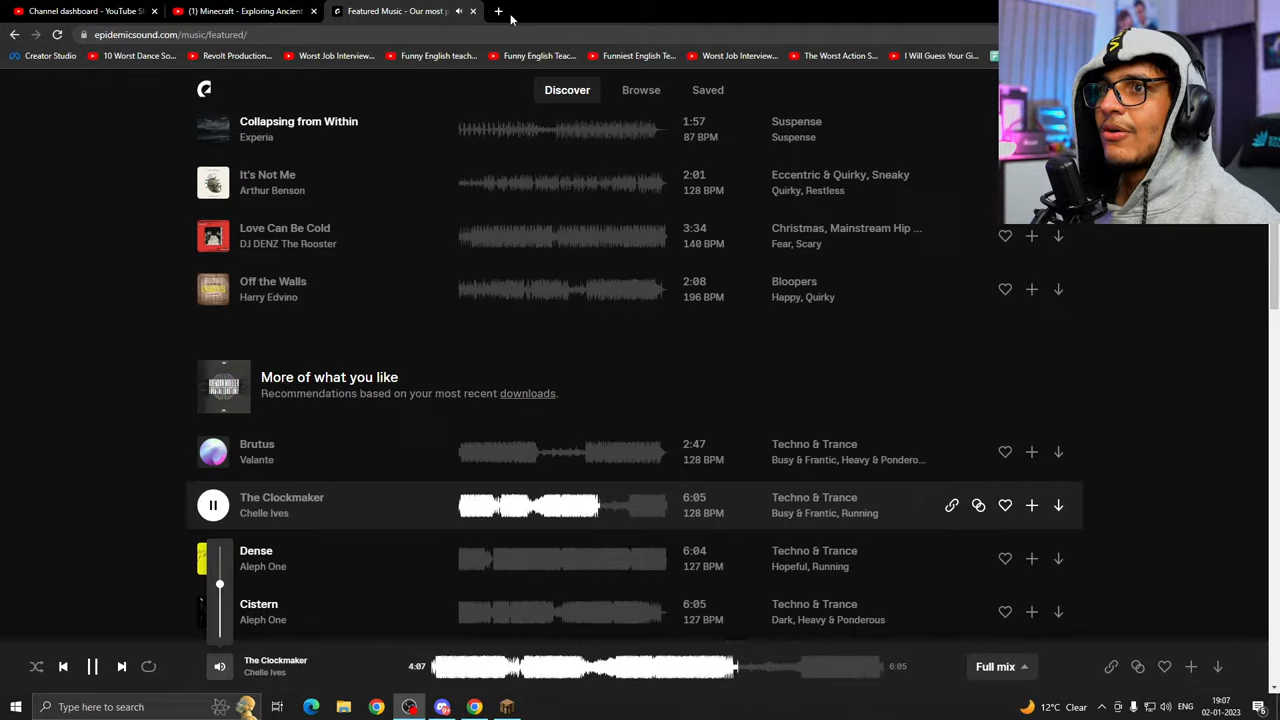 Channel dashboard - YouTube St
(1) Minecraft - Exploring Ancient
Featured Music - Our most p
epidemicsound.com/music/featured/
Creator Studio
10 Worst Dance So...
Revolt Production...
Worst Job Interview...
Funny English teach...
Funny English Teac...
Funniest English Te...
Worst Job Interview...
The Worst Action S...
I Will Guess Your Gi...
Discover
Browse
Saved
Collapsing from Within
Experia
1:57
87 BPM
Suspense
Suspense
It's Not Me
Arthur Benson
2:01
128 BPM
Eccentric & Quirky, Sneaky
Quirky, Restless
Love Can Be Cold
DJ DENZ The Rooster
3:34
140 BPM
Christmas, Mainstream Hip ...
Fear, Scary
Off the Walls
Harry Edvino
2:08
196 BPM
Bloopers
Happy, Quirky
More of what you like
Recommendations based on your most recent downloads.
Brutus
Valante
2:47
128 BPM
Techno & Trance
Busy & Frantic, Heavy & Pondero...
The Clockmaker
Chelle Ives
6:05
128 BPM
Techno & Trance
Busy & Frantic, Running
Dense
Aleph One
6:04
127 BPM
Techno & Trance
Hopeful, Running
Cistern
Aleph One
6:05
127 BPM
Techno & Trance
Dark, Heavy & Ponderous
The Clockmaker
Chelle Ives
4:07
6:05
Full mix
Type here to search
12°C Clear
ENG
19:07
02-01-2023